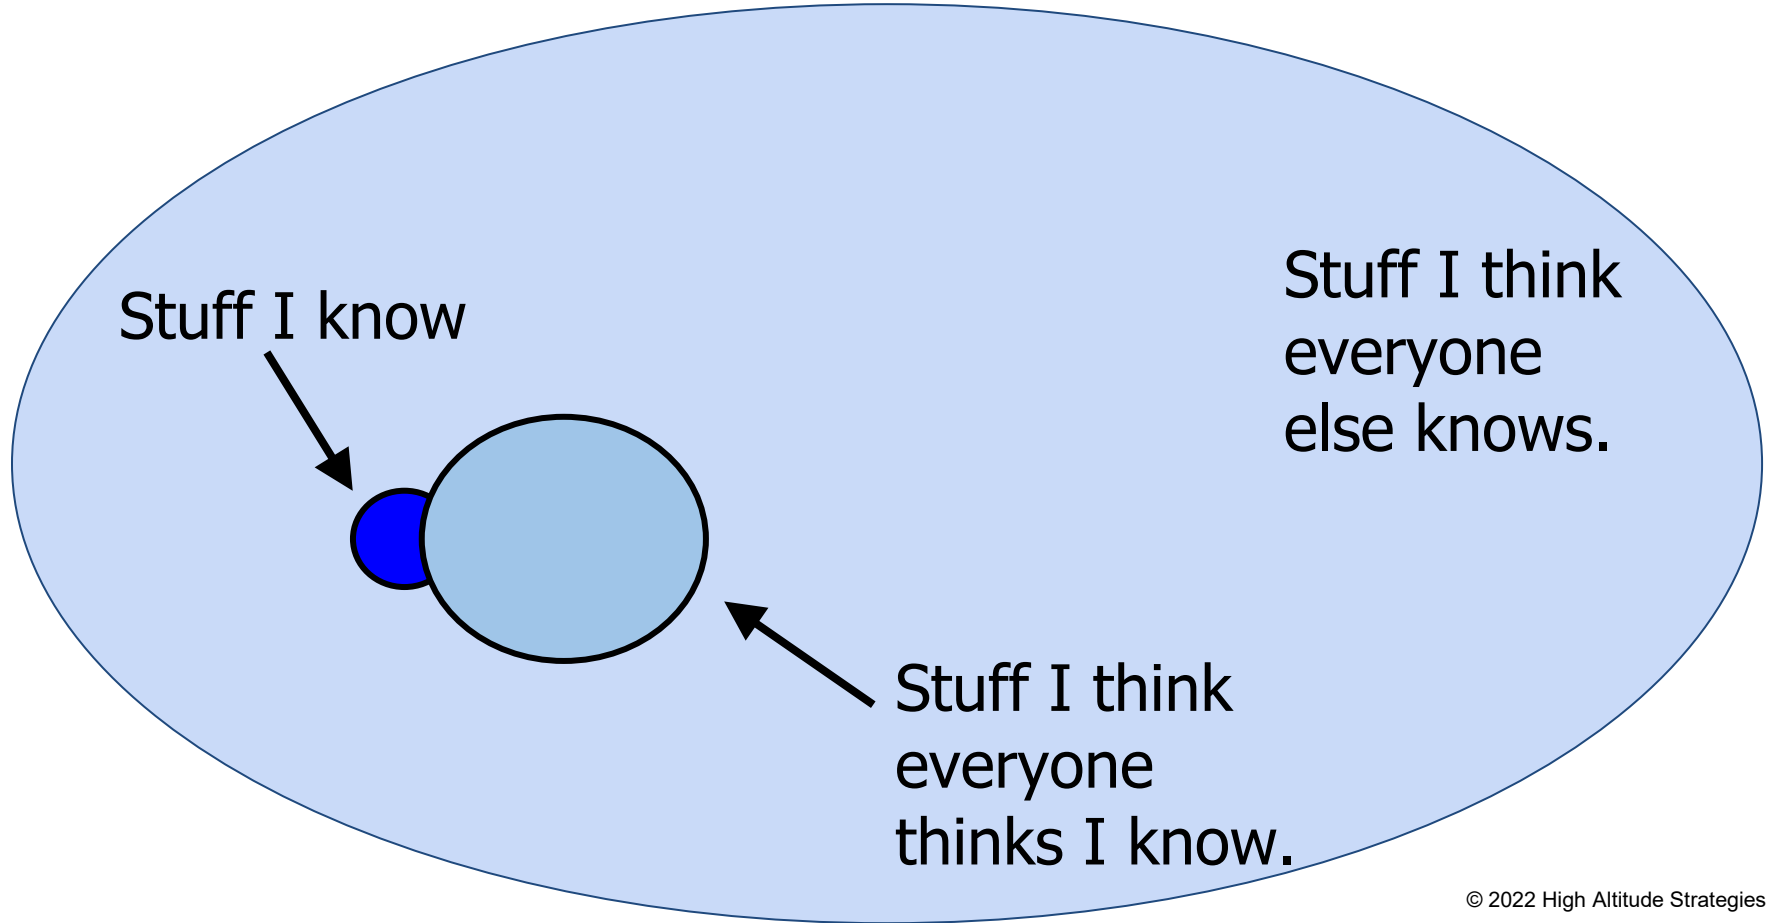 Stuff I know
Stuff I think
everyone
else knows.
Stuff I think
everyone
thinks I know.
© 2022 High Altitude Strategies